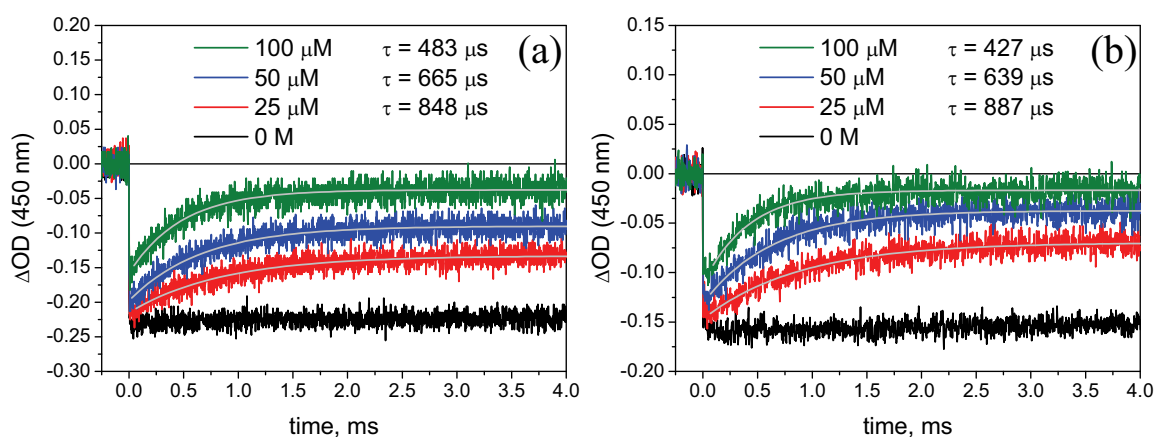 0.20
0.15
0.10
0.05
0.00
-0.05
-0.10
-0.15
-0.20
-0.25
-0.30
ΔOD (450 nm)
100 μM τ = 483 μs
50 μM τ = 665 μs
25 μM τ = 848 μs
0 M
(a)
0.0 0.5 1.0 1.5 2.0 2.5 3.0 3.5 4.0
time, ms
0.15
0.10
0.05
0.00
-0.05
-0.10
-0.15
-0.20
ΔOD (450 nm)
100 μM τ = 427 μs
50 μM τ = 639 μs
25 μM τ = 887 μs
0 M
(b)
0.0 0.5 1.0 1.5 2.0 2.5 3.0 3.5 4.0
time, ms